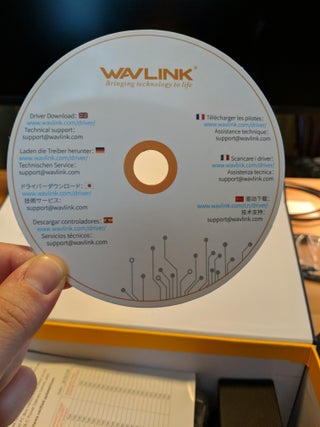 WAVLINK®
Bringing technology to life
Driver Download:
www.wavlink.com/driver/
Technical support:
support@wavlink.com
Laden die Treiber herunter:
www.wavlink.com/driver/
Technischen Service:
support@wavlink.com
ドライバーダウンロード:
www.wavlink.com/driver/
技術サービス:
support@wavlink.com
Descargar controladores:
www.wavlink.com/driver/
Servicios técnicos:
support@wavlink.com
Télécharger les pilotes:
www.wavlink.com/driver/
Assistance technique:
support@wavlink.com
Scaricare i driver:
www.wavlink.com/driver/
Assistenza tecnica:
support@wavlink.com
驱动下载:
www.wavlink.com/cn/driver/
技术支持:
support@wavlink.com